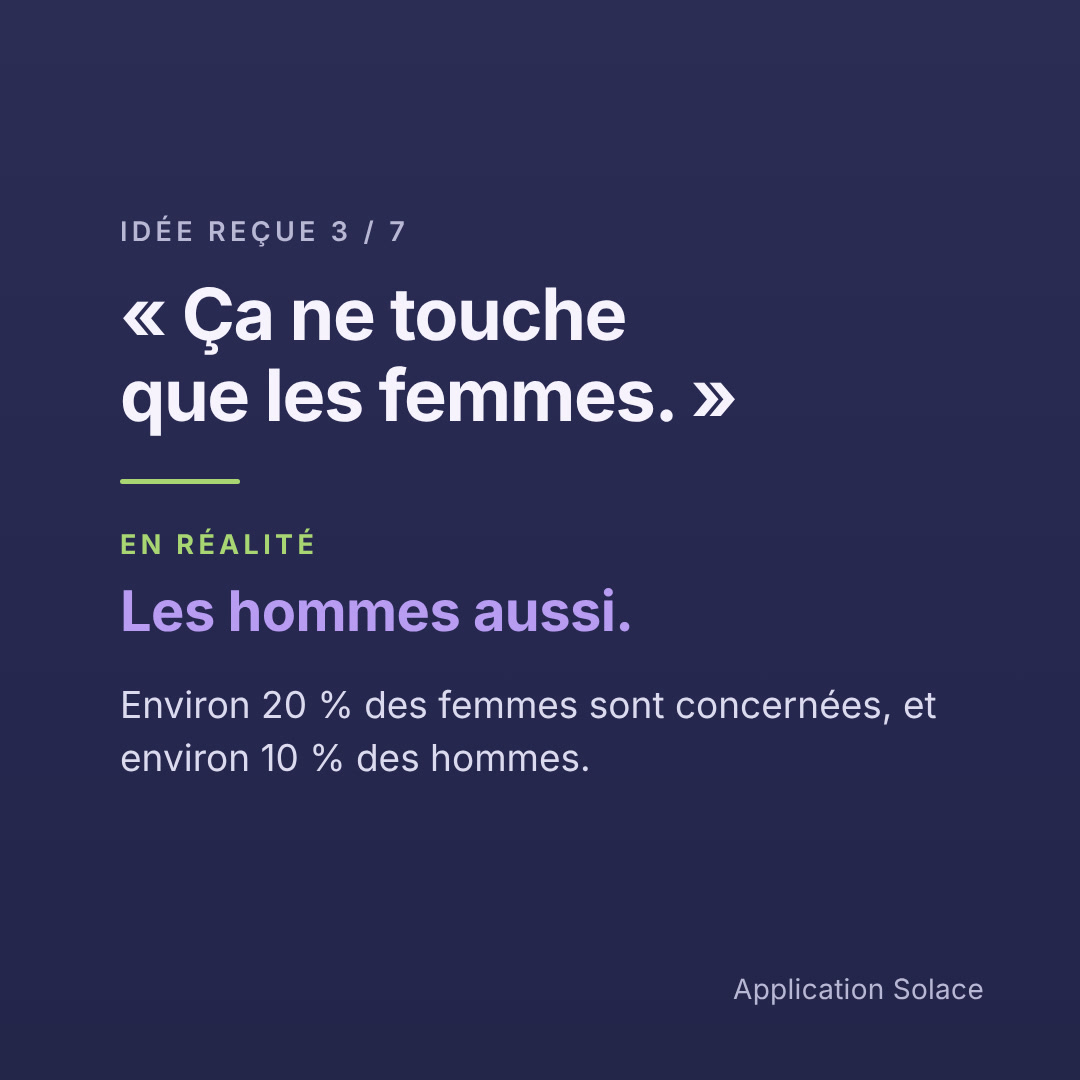 IDÉE REÇUE 3 / 7
« Ça ne touche
que les femmes. »
EN RÉALITÉ
Les hommes aussi.
Environ 20 % des femmes sont concernées, et
environ 10 % des hommes.
Application Solace